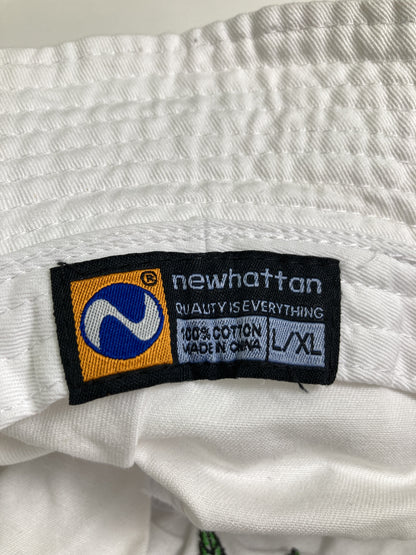 ® newhattan
QUALITY IS EVERYTHING
100% COTTON
MADE IN CHINA
L/XL